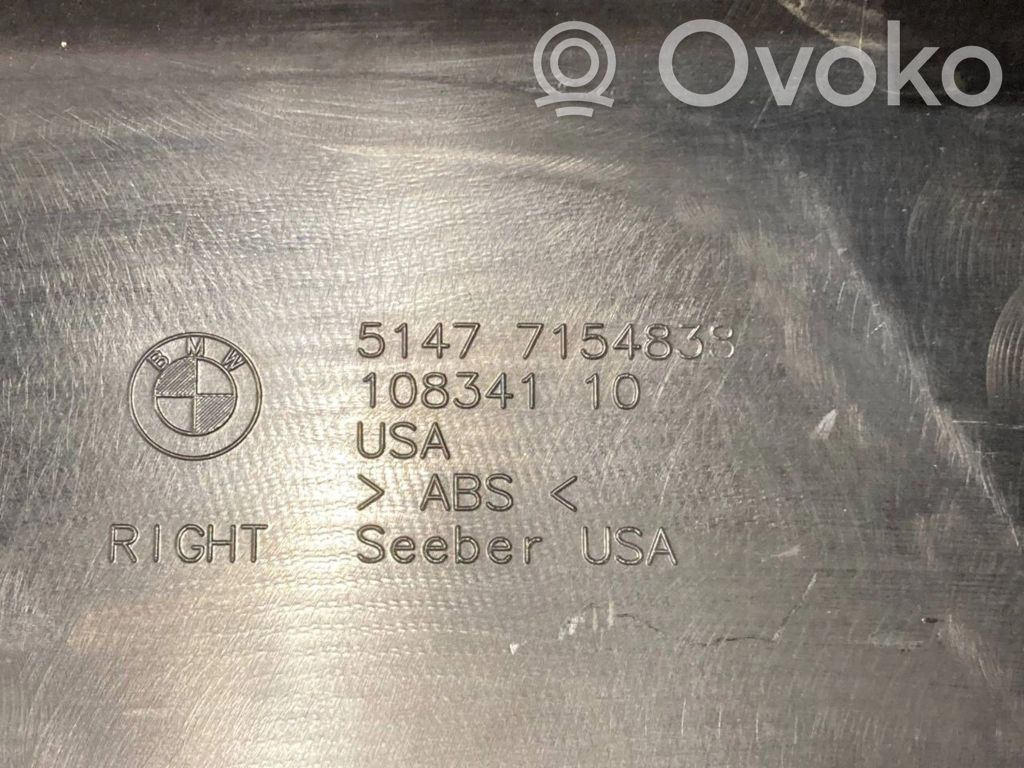 Ovoko
BMW
5147 7154838
108341 10
USA
> ABS <
RIGHT Seeber USA